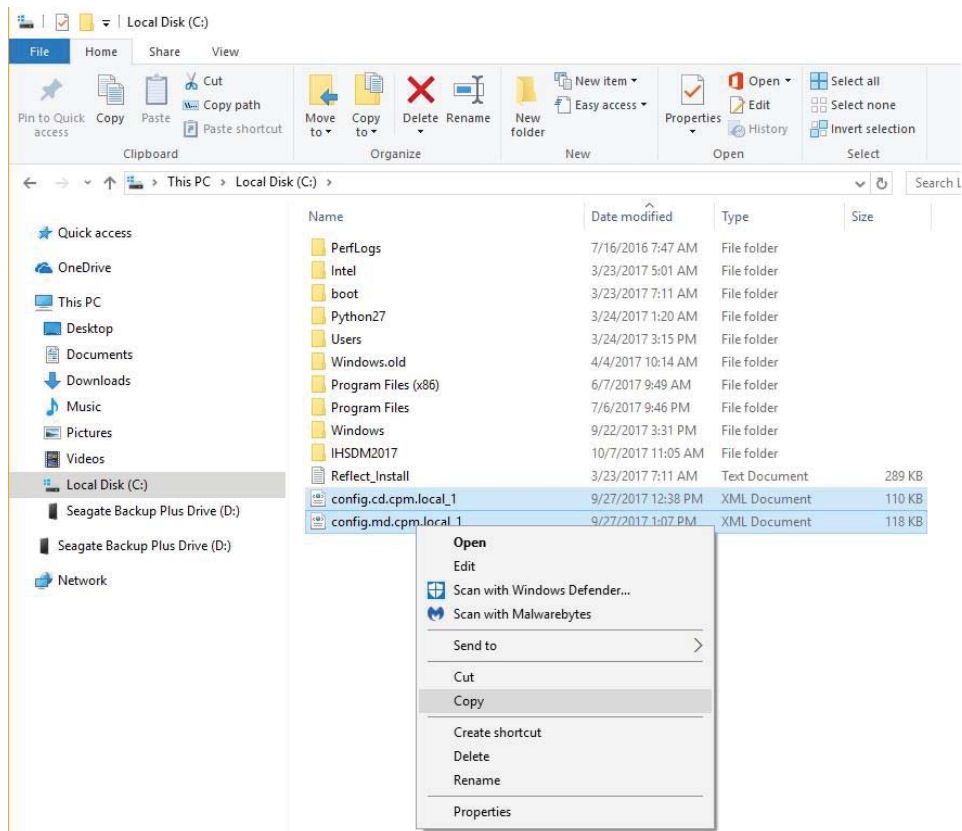 Local Disk (C:)
File Home Share View
Pin to Quick access
Copy
Paste
Cut
Copy path
Paste shortcut
Clipboard
Move to
Copy to
Delete
Rename
Organize
New folder
New item
Easy access
New
Properties
Open
Edit
History
Open
Select all
Select none
Invert selection
Select
This PC > Local Disk (C:) >
Search L
Quick access
OneDrive
This PC
Desktop
Documents
Downloads
Music
Pictures
Videos
Local Disk (C:)
Seagate Backup Plus Drive (D:)
Seagate Backup Plus Drive (D:)
Network
Name Date modified Type Size
PerfLogs 7/16/2016 7:47 AM File folder
Intel 3/23/2017 5:01 AM File folder
boot 3/23/2017 7:11 AM File folder
Python27 3/24/2017 1:20 AM File folder
Users 3/24/2017 3:15 PM File folder
Windows.old 4/4/2017 10:14 AM File folder
Program Files (x86) 6/7/2017 9:49 AM File folder
Program Files 7/6/2017 9:46 PM File folder
Windows 9/22/2017 3:31 PM File folder
IHSDM2017 10/7/2017 11:05 AM File folder
Reflect_Install 3/23/2017 7:11 AM Text Document 289 KB
config.cd.cpm.local_1 9/27/2017 12:38 PM XML Document 110 KB
config.md.cpm.local_1 9/27/2017 1:07 PM XML Document 118 KB
Open
Edit
Scan with Windows Defender...
Scan with Malwarebytes
Send to
Cut
Copy
Create shortcut
Delete
Rename
Properties